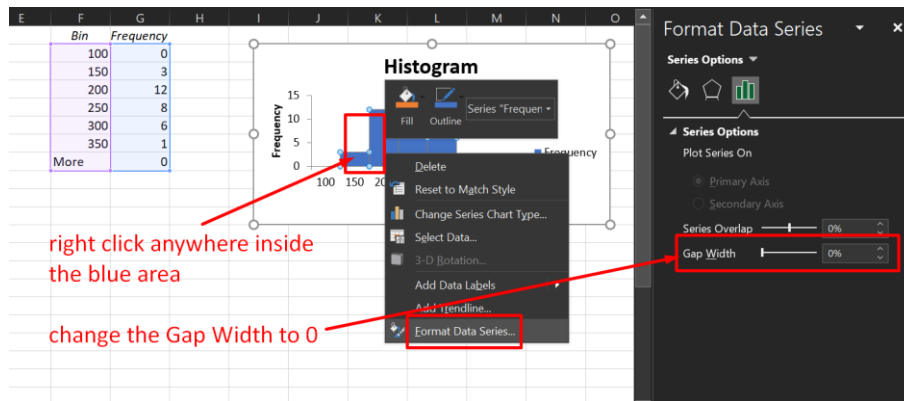 E F G H I J K L M N O
Bin Frequency
100 0
150 3
200 12
250 8
300 6
350 1
More 0
Histogram
Frequency
15
10
5
0
100 150
Frequency
Fill Outline
Series "Frequen
Delete
Reset to Match Style
Change Series Chart Type...
Select Data...
3-D Rotation...
Add Data Labels
Add Trendline...
Format Data Series...
right click anywhere inside
the blue area
change the Gap Width to 0
Format Data Series
Series Options
Series Options
Plot Series On
Primary Axis
Secondary Axis
Series Overlap 0%
Gap Width 0%